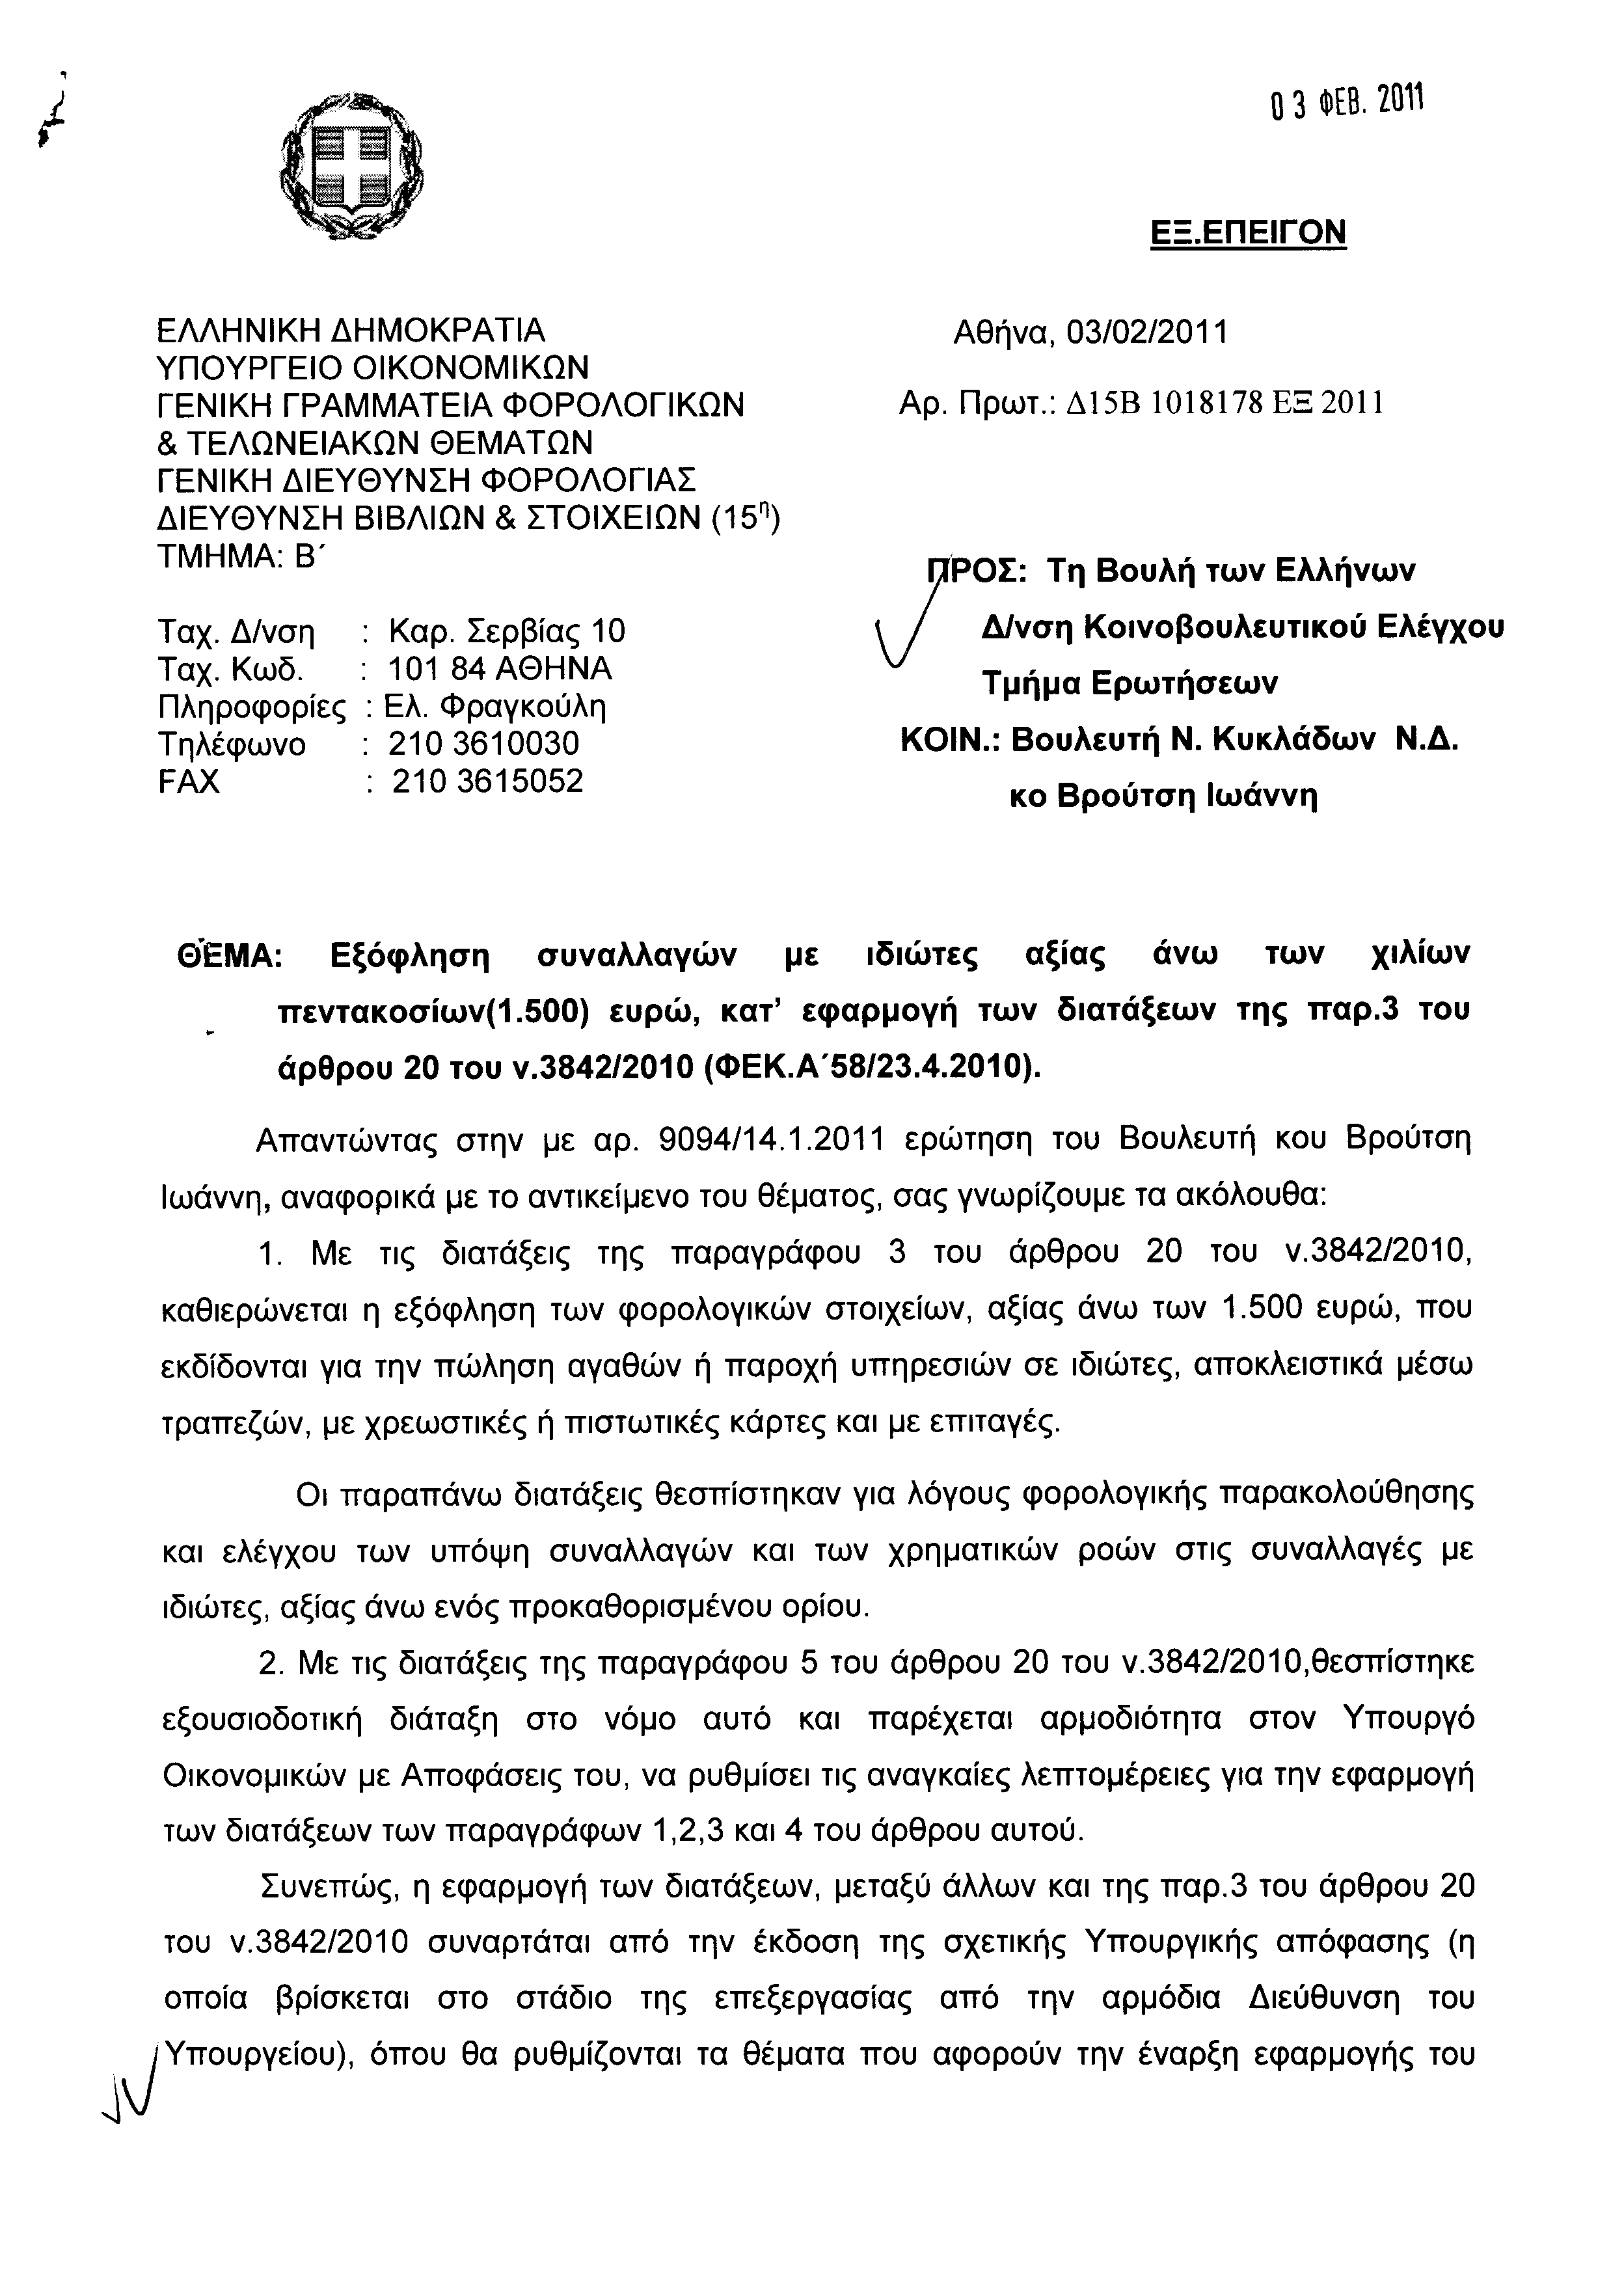 0 3 ΦΕΒ. 2011
ΕΞ.ΕΠΕΙΓΟΝ
ΕΛΛΗΝΙΚΗ ΔΗΜΟΚΡΑΤΙΑ
ΥΠΟΥΡΓΕΙΟ ΟΙΚΟΝΟΜΙΚΩΝ
ΓΕΝΙΚΗ ΓΡΑΜΜΑΤΕΙΑ ΦΟΡΟΛΟΓΙΚΩΝ
& ΤΕΛΩΝΕΙΑΚΩΝ ΘΕΜΑΤΩΝ
ΓΕΝΙΚΗ ΔΙΕΥΘΥΝΣΗ ΦΟΡΟΛΟΓΙΑΣ
ΔΙΕΥΘΥΝΣΗ ΒΙΒΛΙΩΝ & ΣΤΟΙΧΕΙΩΝ (15η)
ΤΜΗΜΑ: Β΄
Ταχ. Δ/νση : Καρ. Σερβίας 10
Ταχ. Κωδ. : 101 84 ΑΘΗΝΑ
Πληροφορίες : Ελ. Φραγκούλη
Τηλέφωνο : 210 3610030
FAX : 210 3615052
Αθήνα, 03/02/2011
Αρ. Πρωτ.: Δ15Β 1018178 ΕΞ 2011
ΠΡΟΣ: Τη Βουλή των Ελλήνων
Δ/νση Κοινοβουλευτικού Ελέγχου
Τμήμα Ερωτήσεων
ΚΟΙΝ.: Βουλευτή Ν. Κυκλάδων Ν.Δ.
κο Βρούτση Ιωάννη
ΘΈΜΑ: Εξόφληση συναλλαγών με ιδιώτες αξίας άνω των χιλίων
πεντακοσίων(1.500) ευρώ, κατ' εφαρμογή των διατάξεων της παρ.3 του
άρθρου 20 του ν.3842/2010 (ΦΕΚ.Α΄58/23.4.2010).
Απαντώντας στην με αρ. 9094/14.1.2011 ερώτηση του Βουλευτή κου Βρούτση
Ιωάννη, αναφορικά με το αντικείμενο του θέματος, σας γνωρίζουμε τα ακόλουθα:
1. Με τις διατάξεις της παραγράφου 3 του άρθρου 20 του ν.3842/2010,
καθιερώνεται η εξόφληση των φορολογικών στοιχείων, αξίας άνω των 1.500 ευρώ, που
εκδίδονται για την πώληση αγαθών ή παροχή υπηρεσιών σε ιδιώτες, αποκλειστικά μέσω
τραπεζών, με χρεωστικές ή πιστωτικές κάρτες και με επιταγές.
Οι παραπάνω διατάξεις θεσπίστηκαν για λόγους φορολογικής παρακολούθησης
και ελέγχου των υπόψη συναλλαγών και των χρηματικών ροών στις συναλλαγές με
ιδιώτες, αξίας άνω ενός προκαθορισμένου ορίου.
2. Με τις διατάξεις της παραγράφου 5 του άρθρου 20 του ν.3842/2010,θεσπίστηκε
εξουσιοδοτική διάταξη στο νόμο αυτό και παρέχεται αρμοδιότητα στον Υπουργό
Οικονομικών με Αποφάσεις του, να ρυθμίσει τις αναγκαίες λεπτομέρειες για την εφαρμογή
των διατάξεων των παραγράφων 1,2,3 και 4 του άρθρου αυτού.
Συνεπώς, η εφαρμογή των διατάξεων, μεταξύ άλλων και της παρ.3 του άρθρου 20
του ν.3842/2010 συναρτάται από την έκδοση της σχετικής Υπουργικής απόφασης (η
οποία βρίσκεται στο στάδιο της επεξεργασίας από την αρμόδια Διεύθυνση του
Υπουργείου), όπου θα ρυθμίζονται τα θέματα που αφορούν την έναρξη εφαρμογής του